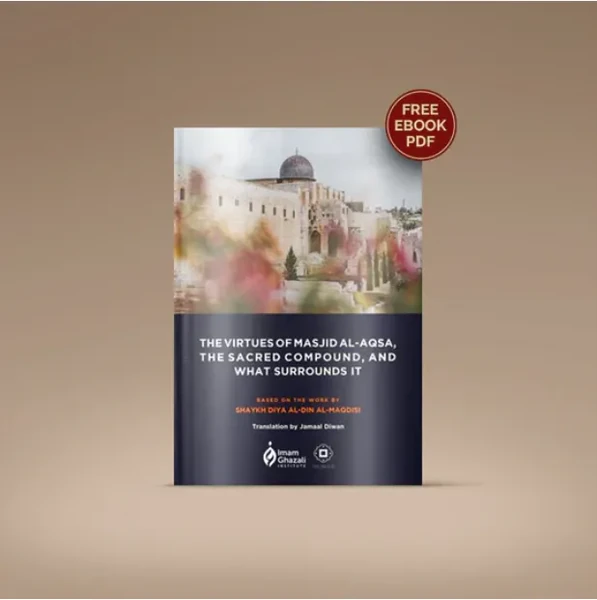 FREE
EBOOK
PDF
THE VIRTUES OF MASJID AL-AQSA,
THE SACRED COMPOUND, AND
WHAT SURROUNDS IT
BASED ON THE WORK BY
SHAYKH DIYA AL-DIN AL-MAQDISI
Translation by Jamaal Diwan
Imam
Ghazali
INSTITUTE